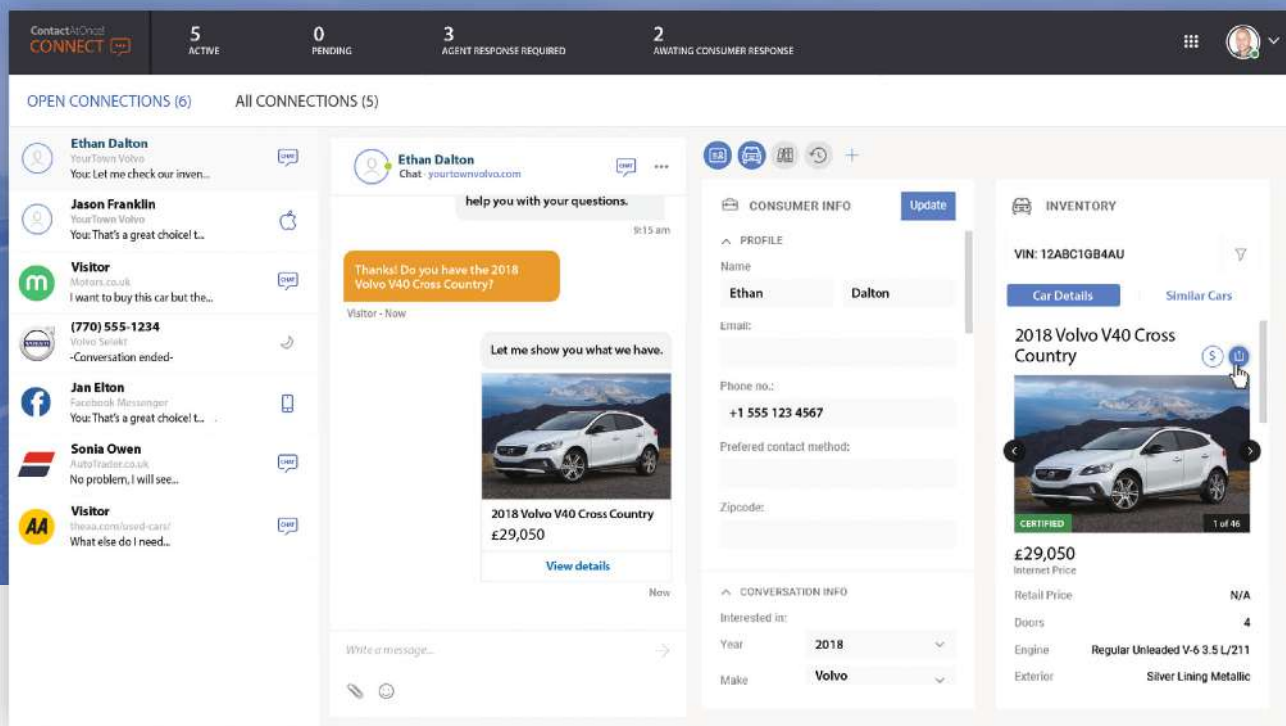 ContactAtOnce!
CONNECT
5
ACTIVE
0
PENDING
3
AGENT RESPONSE REQUIRED
2
AWATING CONSUMER RESPONSE
OPEN CONNECTIONS (6)
All CONNECTIONS (5)
Ethan Dalton
YourTown Volvo
You: Let me check our inven...
CHAT
Jason Franklin
YourTown Volvo
You: That's a great choice! t...
m
Visitor
Motors.co.uk
I want to buy this car but the...
CHAT
VOLVO
(770) 555-1234
Volvo Selekt
-Conversation ended-
f
Jan Elton
Facebook Messenger
You: That's a great choice! t...
Sonia Owen
AutoTrader.co.uk
No problem, I will see...
CHAT
AA
Visitor
theaa.com/used-cars/
What else do I need...
CHAT
Ethan Dalton
Chat - yourtownvolvo.com
CHAT
help you with your questions.
9:15 am
Thanks! Do you have the 2018
Volvo V40 Cross Country?
Visitor - Now
Let me show you what we have.
2018 Volvo V40 Cross Country
£29,050
View details
Now
Write a message...
CONSUMER INFO
Update
PROFILE
Name
Ethan
Dalton
Email:
Phone no.:
+1 555 123 4567
Prefered contact method:
Zipcode:
CONVERSATION INFO
Interested in:
Year
2018
Make
Volvo
INVENTORY
VIN: 12ABC1GB4AU
Car Details
Similar Cars
2018 Volvo V40 Cross
Country
$
CERTIFIED
1 of 46
£29,050
Internet Price
Retail Price
N/A
Doors
4
Engine
Regular Unleaded V-6 3.5 L/211
Exterior
Silver Lining Metallic